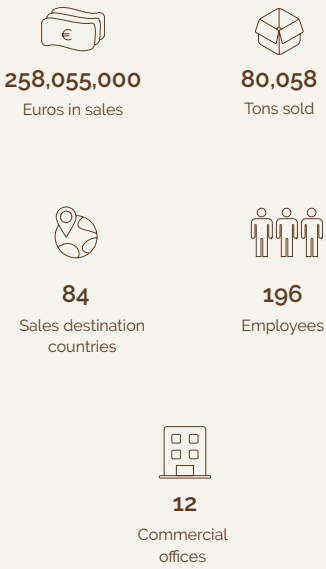 €
258,055,000
Euros in sales
80,058
Tons sold
84
Sales destination
countries
196
Employees
12
Commercial
offices